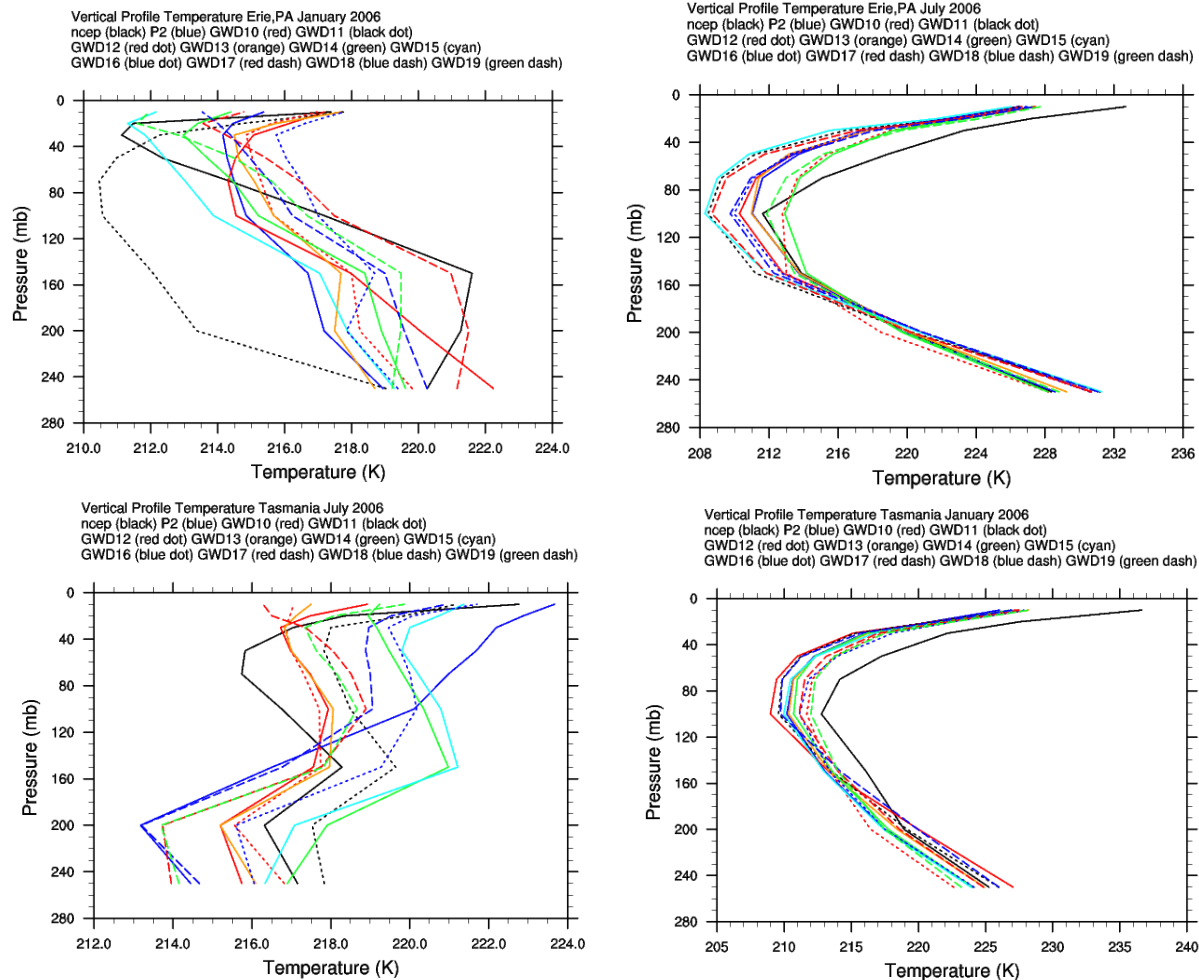 Vertical Profile Temperature Erie,PA January 2006
ncep (black) P2 (blue) GWD10 (red) GWD11 (black dot)
GWD12 (red dot) GWD13 (orange) GWD14 (green) GWD15 (cyan)
GWD16 (blue dot) GWD17 (red dash) GWD18 (blue dash) GWD19 (green dash)
0
40
80
120
160
200
240
280
Pressure (mb)
210.0 212.0 214.0 216.0 218.0 220.0 222.0 224.0
Temperature (K)
Vertical Profile Temperature Erie,PA July 2006
ncep (black) P2 (blue) GWD10 (red) GWD11 (black dot)
GWD12 (red dot) GWD13 (orange) GWD14 (green) GWD15 (cyan)
GWD16 (blue dot) GWD17 (red dash) GWD18 (blue dash) GWD19 (green dash)
0
40
80
120
160
200
240
280
Pressure (mb)
208 212 216 220 224 228 232 236
Temperature (K)
Vertical Profile Temperature Tasmania July 2006
ncep (black) P2 (blue) GWD10 (red) GWD11 (black dot)
GWD12 (red dot) GWD13 (orange) GWD14 (green) GWD15 (cyan)
GWD16 (blue dot) GWD17 (red dash) GWD18 (blue dash) GWD19 (green dash)
0
40
80
120
160
200
240
280
Pressure (mb)
212.0 214.0 216.0 218.0 220.0 222.0 224.0
Temperature (K)
Vertical Profile Temperature Tasmania January 2006
ncep (black) P2 (blue) GWD10 (red) GWD11 (black dot)
GWD12 (red dot) GWD13 (orange) GWD14 (green) GWD15 (cyan)
GWD16 (blue dot) GWD17 (red dash) GWD18 (blue dash) GWD19 (green dash)
0
40
80
120
160
200
240
280
Pressure (mb)
205 210 215 220 225 230 235 240
Temperature (K)